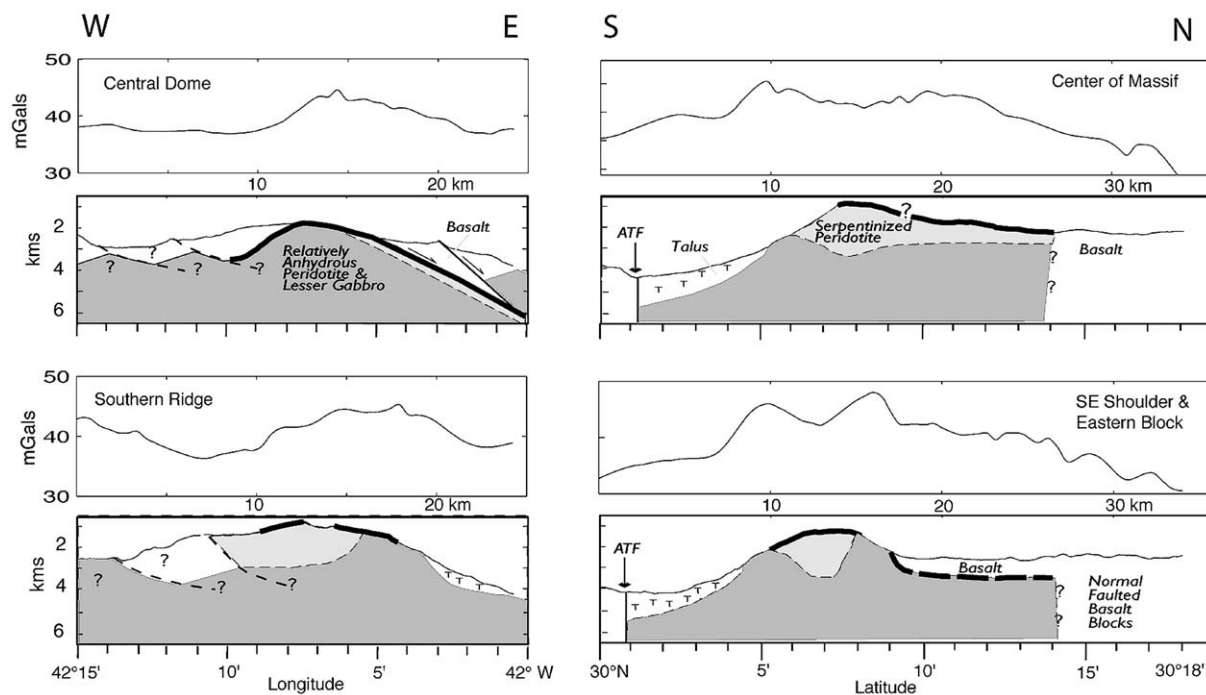 W
E
S
N
50
40
30
mGals
Central Dome
Center of Massif
10
20 km
10
20
30 km
2
4
6
kms
?
?
?
?
?
Relatively
Anhydrous
Peridotite &
Lesser Gabbro
Basalt
ATF
Talus
T T T T
Serpentinized
Peridotite
?
Basalt
?
?
50
40
30
mGals
Southern Ridge
SE Shoulder &
Eastern Block
10
20 km
10
20
30 km
2
4
6
kms
?
?
?
?
T T T
ATF
T T T T T
Basalt
?
?
Normal
Faulted
Basalt
Blocks
42°15'
10'
5'
42° W
Longitude
30°N
5'
10'
15'
30°18'
Latitude